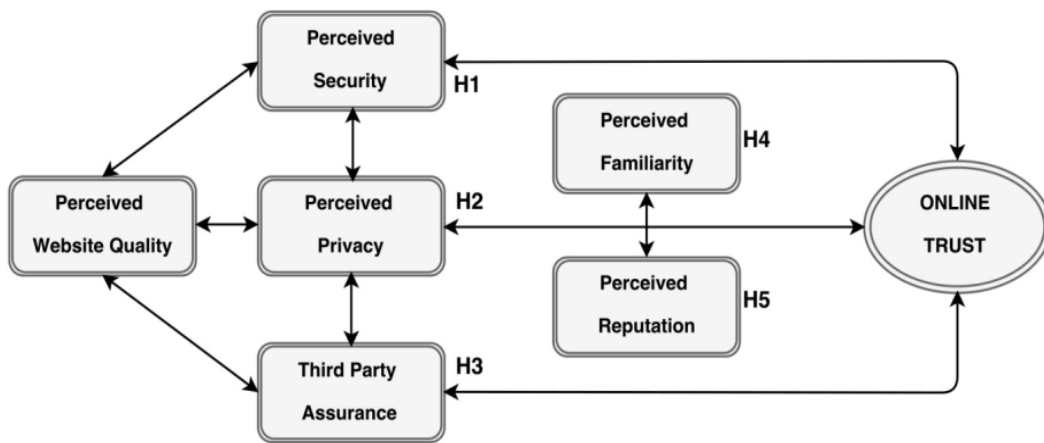 Perceived
Security
H1
Perceived
Familiarity
H4
Perceived
Website Quality
Perceived
Privacy
H2
ONLINE
TRUST
Perceived
Reputation
H5
Third Party
Assurance
H3